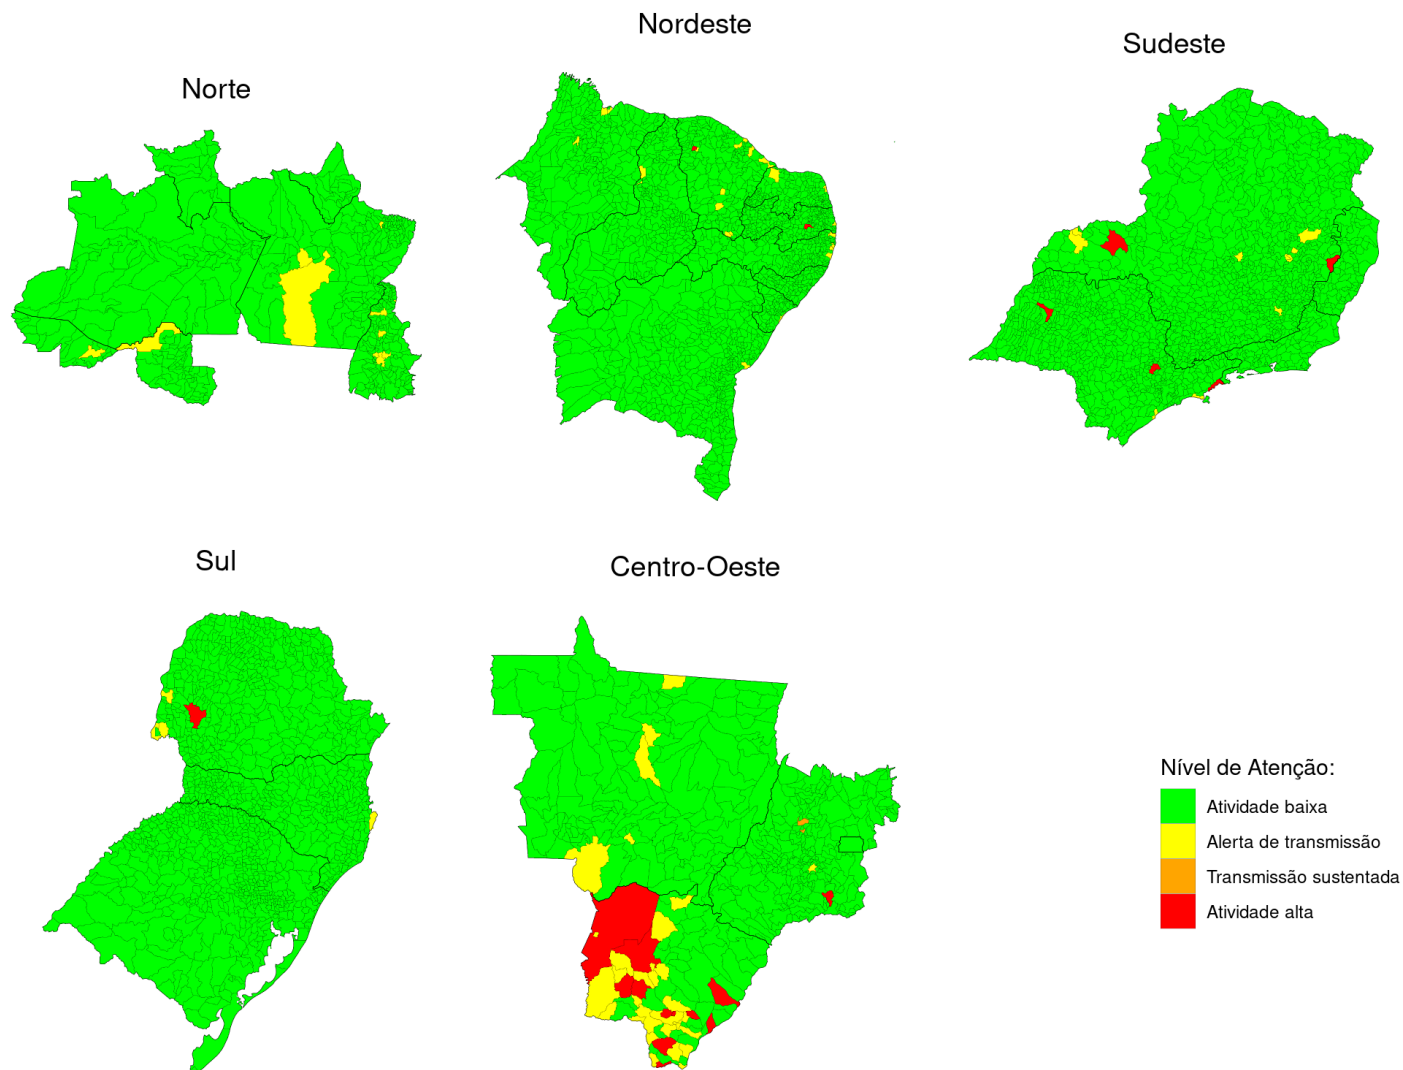 Nordeste
Sudeste
Norte
Sul
Centro-Oeste
Nível de Atenção:
Atividade baixa
Alerta de transmissão
Transmissão sustentada
Atividade alta